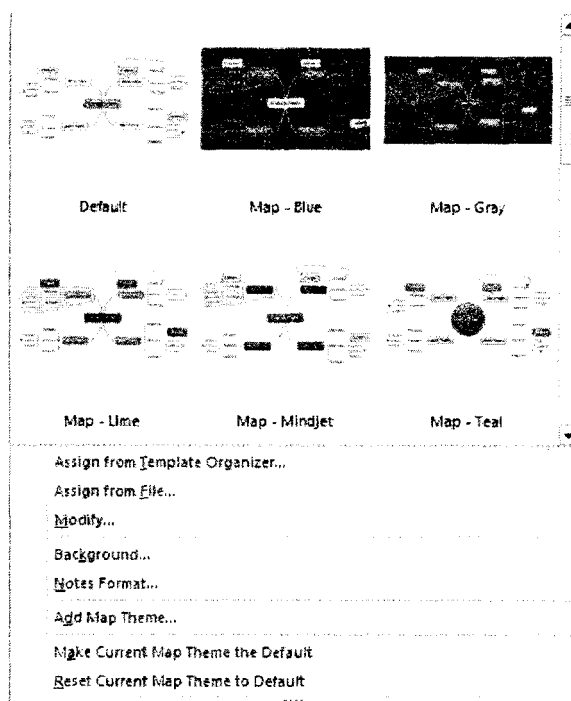 Default Map - Blue Map - Gray
Map - Lime Map - Mindjet Map - Teal
Assign from Template Organizer...
Assign from File...
Modify...
Background...
Notes Format...
Add Map Theme...
Make Current Map Theme the Default
Reset Current Map Theme to Default